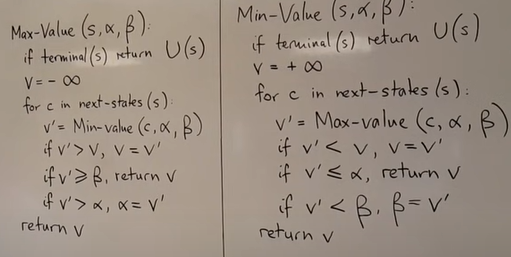 Max-Value (s, α, β):
if terminal(s) return U(s)
V = - ∞
for c in next-states (s):
v' = Min-value (c, α, β)
if v' > v, v = v'
if v' ≥ β, return v
if v' > α, α = v'
return v
Min-Value (s, α, β):
if terminal(s) return U(s)
V = + ∞
for c in next-states (s):
v' = Max-value (c, α, β)
if v' < v, v = v'
if v' ≤ α, return v
if v' < β, β = v'
return v